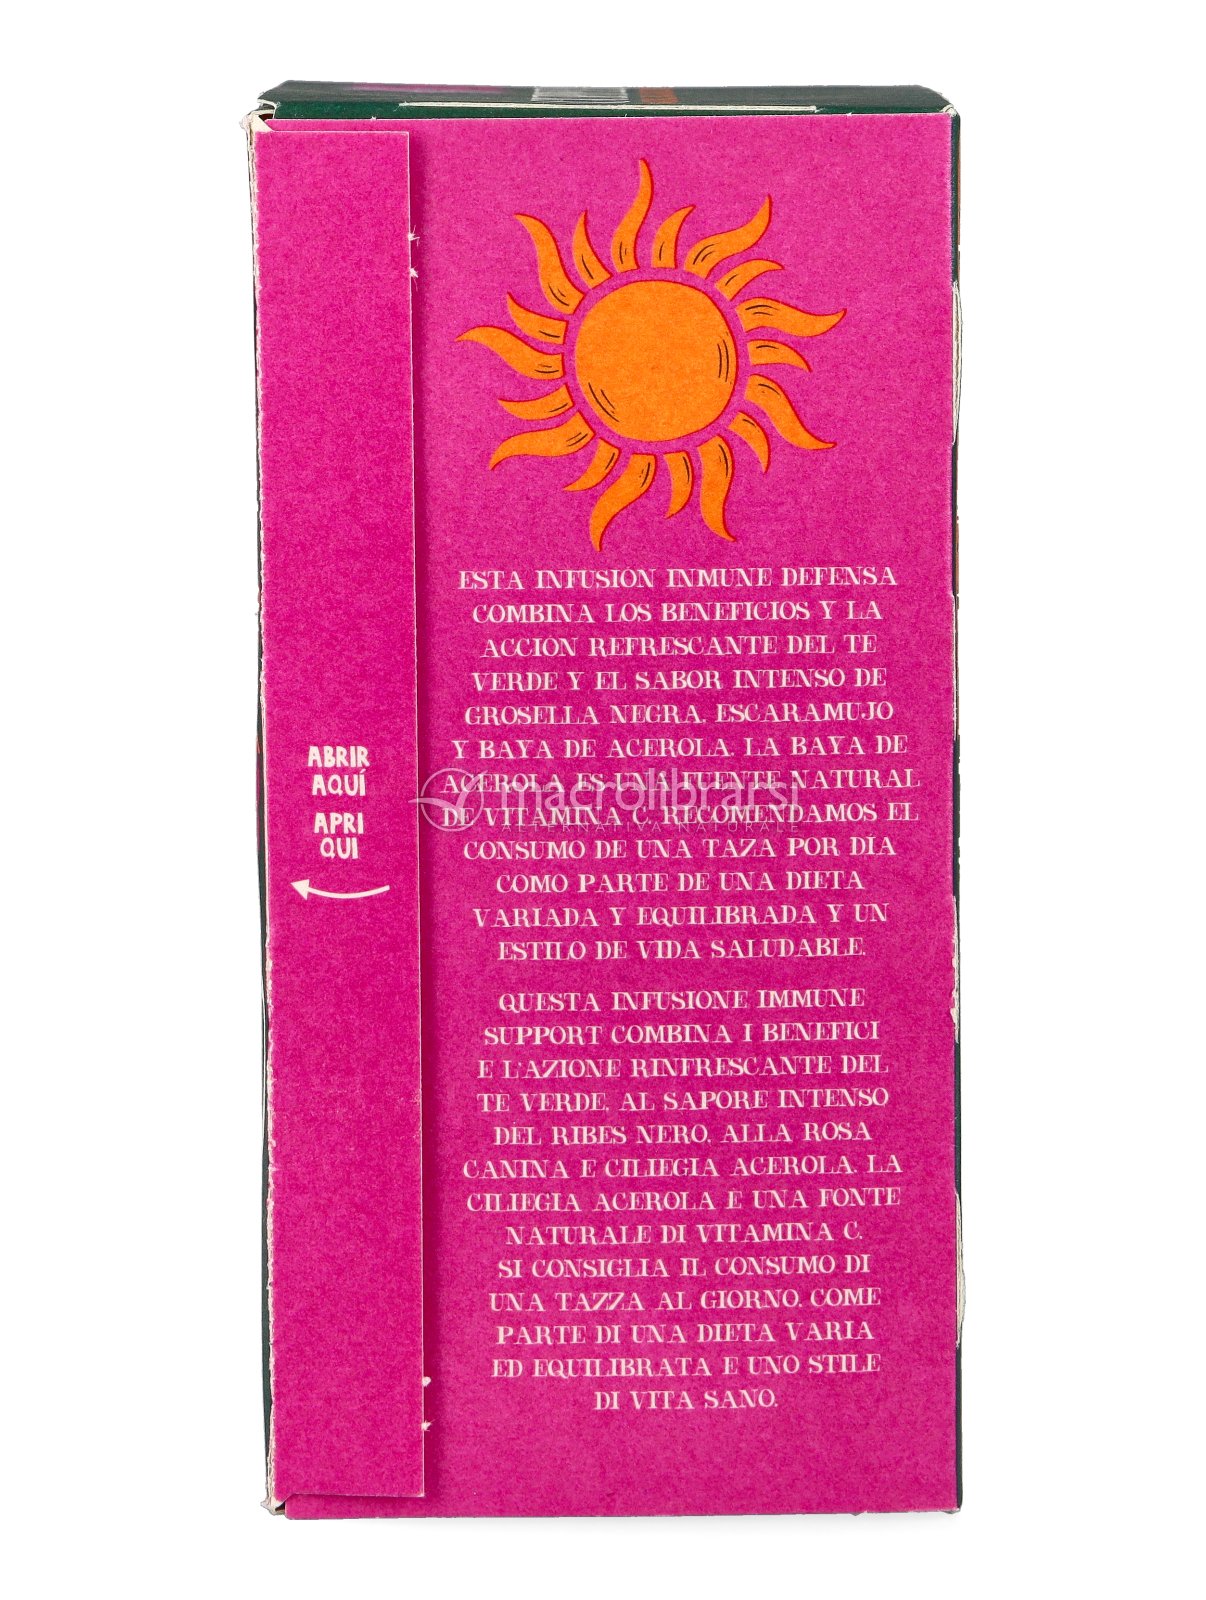 ABRIR
AQUÍ
APRI
QUI
ESTA INFUSION INMUNE DEFENSA
COMBINA LOS BENEFICIOS Y LA
ACCION REFRESCANTE DEL TE
VERDE Y EL SABOR INTENSO DE
GROSELLA NEGRA, ESCARAMUJO
Y BAYA DE ACEROLA. LA BAYA DE
ACEROLA ES UNA FUENTE NATURAL
DE VITAMINA C. RECOMENDAMOS EL
CONSUMO DE UNA TAZA POR DÍA
COMO PARTE DE UNA DIETA
VARIADA Y EQUILIBRADA Y UN
ESTILO DE VIDA SALUDABLE.
macrolibrarsi
ALTERNATIVA NATURALE
QUESTA INFUSIONE IMMUNE
SUPPORT COMBINA I BENEFICI
E L'AZIONE RINFRESCANTE DEL
TÈ VERDE, AL SAPORE INTENSO
DEL RIBES NERO, ALLA ROSA
CANINA E CILIEGIA ACEROLA. LA
CILIEGIA ACEROLA È UNA FONTE
NATURALE DI VITAMINA C.
SI CONSIGLIA IL CONSUMO DI
UNA TAZZA AL GIORNO, COME
PARTE DI UNA DIETA VARIA
ED EQUILIBRATA E UNO STILE
DI VITA SANO.